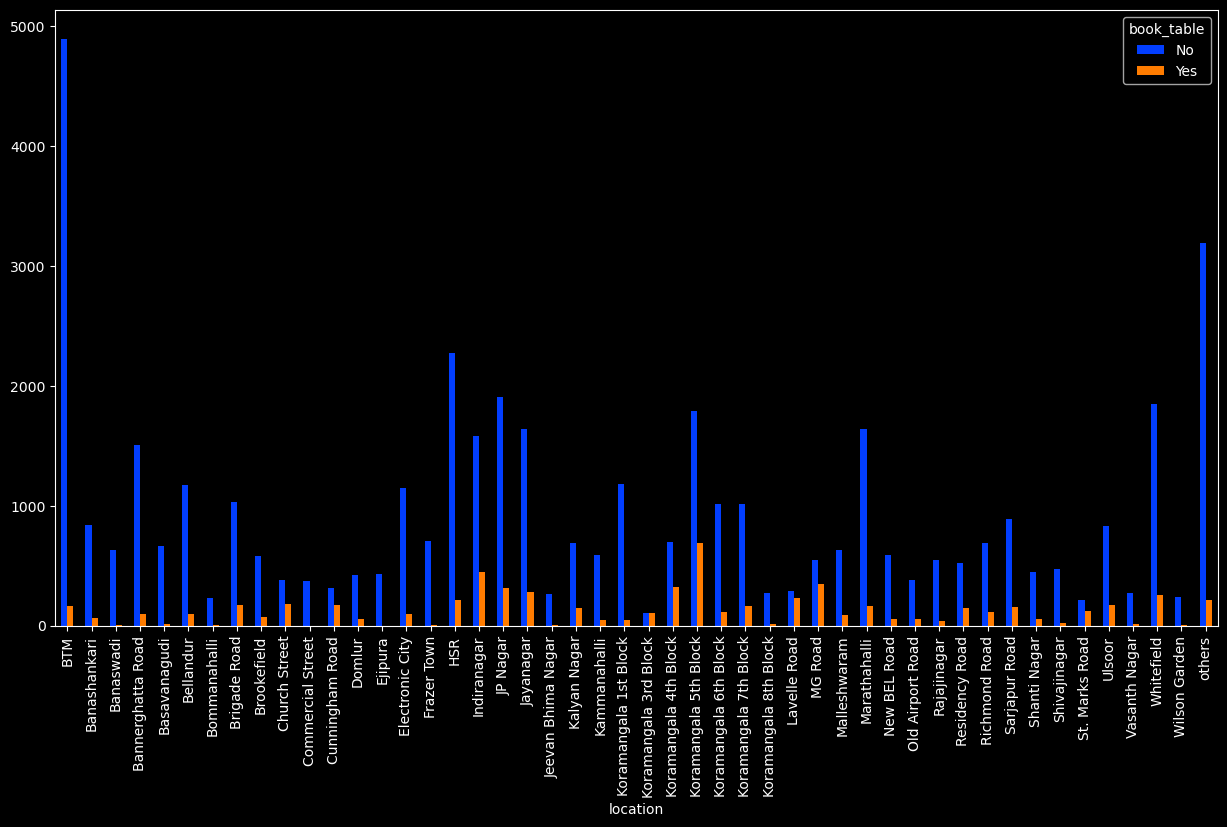 5000
4000
3000
2000
1000
0
book_table
No
Yes
BTM
Banashankari
Banaswadi
Bannerghatta Road
Basavanagudi
Bellandur
Bommanahalli
Brigade Road
Brookefield
Church Street
Commercial Street
Cunningham Road
Domlur
Ejipura
Electronic City
Frazer Town
HSR
Indiranagar
JP Nagar
Jayanagar
Jeevan Bhima Nagar
Kalyan Nagar
Kammanahalli
Koramangala 1st Block
Koramangala 3rd Block
Koramangala 4th Block
Koramangala 5th Block
Koramangala 6th Block
Koramangala 7th Block
Koramangala 8th Block
Lavelle Road
MG Road
Malleshwaram
Marathahalli
New BEL Road
Old Airport Road
Rajajinagar
Residency Road
Richmond Road
Sarjapur Road
Shanti Nagar
Shivajinagar
St. Marks Road
Ulsoor
Vasanth Nagar
Whitefield
Wilson Garden
others
location